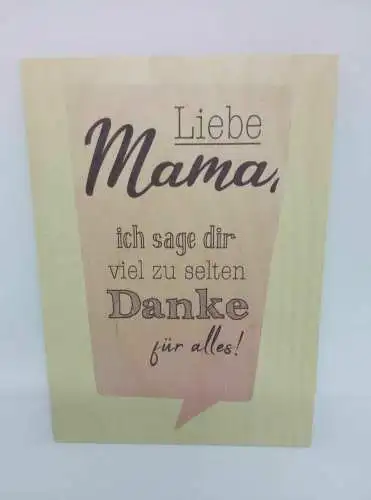 Liebe
Mama,
ich sage dir
viel zu selten
Danke
für alles!